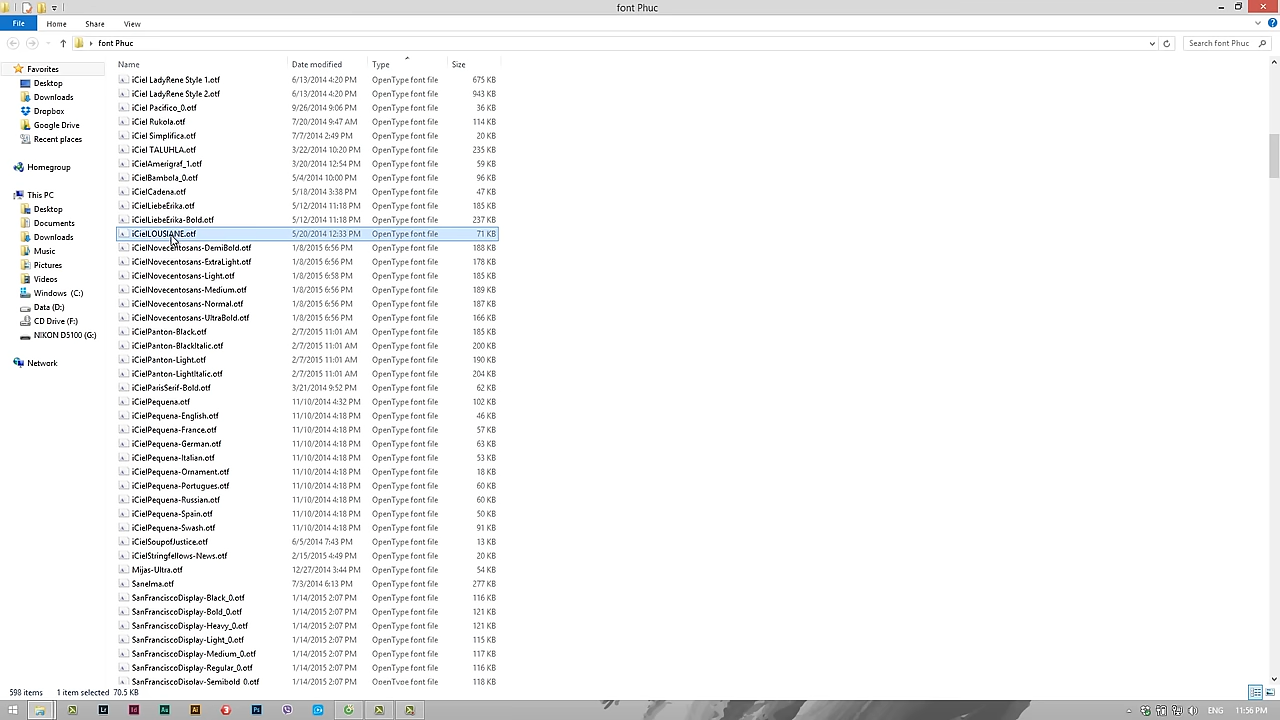 font Phuc
File Home Share View
font Phuc Search font Phuc
Name Date modified Type Size
Favorites
Desktop
Downloads
Dropbox
Google Drive
Recent places
Homegroup
This PC
Desktop
Documents
Downloads
Music
Pictures
Videos
Windows (C:)
Data (D:)
CD Drive (F:)
NIKON D5100 (G:)
Network
iCiel LadyRene Style 1.otf 6/13/2014 4:20 PM OpenType font file 675 KB
iCiel LadyRene Style 2.otf 6/13/2014 4:20 PM OpenType font file 943 KB
iCiel Pacifico_0.otf 9/26/2014 9:06 PM OpenType font file 36 KB
iCiel Rukola.otf 7/20/2014 9:47 AM OpenType font file 114 KB
iCiel Simplifica.otf 7/7/2014 2:49 PM OpenType font file 20 KB
iCiel TALUHLA.otf 3/22/2014 10:20 PM OpenType font file 235 KB
iCielAmerigraf_1.otf 3/20/2014 12:54 PM OpenType font file 59 KB
iCielBambola_0.otf 5/4/2014 10:00 PM OpenType font file 96 KB
iCielCadena.otf 5/18/2014 3:38 PM OpenType font file 47 KB
iCielLiebeErika.otf 5/12/2014 11:18 PM OpenType font file 185 KB
iCielLiebeErika-Bold.otf 5/12/2014 11:18 PM OpenType font file 237 KB
iCielLOUSIANE.otf 5/20/2014 12:33 PM OpenType font file 71 KB
iCielNovecentosans-DemiBold.otf 1/8/2015 6:56 PM OpenType font file 188 KB
iCielNovecentosans-ExtraLight.otf 1/8/2015 6:56 PM OpenType font file 178 KB
iCielNovecentosans-Light.otf 1/8/2015 6:58 PM OpenType font file 185 KB
iCielNovecentosans-Medium.otf 1/8/2015 6:56 PM OpenType font file 189 KB
iCielNovecentosans-Normal.otf 1/8/2015 6:56 PM OpenType font file 187 KB
iCielNovecentosans-UltraBold.otf 1/8/2015 6:56 PM OpenType font file 166 KB
iCielPanton-Black.otf 2/7/2015 11:01 AM OpenType font file 185 KB
iCielPanton-BlackItalic.otf 2/7/2015 11:01 AM OpenType font file 200 KB
iCielPanton-Light.otf 2/7/2015 11:01 AM OpenType font file 190 KB
iCielPanton-LightItalic.otf 2/7/2015 11:01 AM OpenType font file 204 KB
iCielParisSerif-Bold.otf 3/21/2014 9:52 PM OpenType font file 62 KB
iCielPequena.otf 11/10/2014 4:32 PM OpenType font file 102 KB
iCielPequena-English.otf 11/10/2014 4:18 PM OpenType font file 46 KB
iCielPequena-France.otf 11/10/2014 4:18 PM OpenType font file 57 KB
iCielPequena-German.otf 11/10/2014 4:18 PM OpenType font file 63 KB
iCielPequena-Italian.otf 11/10/2014 4:18 PM OpenType font file 53 KB
iCielPequena-Ornament.otf 11/10/2014 4:18 PM OpenType font file 18 KB
iCielPequena-Portugues.otf 11/10/2014 4:18 PM OpenType font file 60 KB
iCielPequena-Russian.otf 11/10/2014 4:18 PM OpenType font file 60 KB
iCielPequena-Spain.otf 11/10/2014 4:18 PM OpenType font file 50 KB
iCielPequena-Swash.otf 11/10/2014 4:18 PM OpenType font file 91 KB
iCielSoupofJustice.otf 6/5/2014 7:43 PM OpenType font file 13 KB
iCielStringfellows-News.otf 2/15/2015 4:49 PM OpenType font file 20 KB
Mijas-Ultra.otf 12/27/2014 3:44 PM OpenType font file 54 KB
Sanelma.otf 7/3/2014 6:13 PM OpenType font file 277 KB
SanFranciscoDisplay-Black_0.otf 1/14/2015 2:07 PM OpenType font file 116 KB
SanFranciscoDisplay-Bold_0.otf 1/14/2015 2:07 PM OpenType font file 121 KB
SanFranciscoDisplay-Heavy_0.otf 1/14/2015 2:07 PM OpenType font file 121 KB
SanFranciscoDisplay-Light_0.otf 1/14/2015 2:07 PM OpenType font file 115 KB
SanFranciscoDisplay-Medium_0.otf 1/14/2015 2:07 PM OpenType font file 117 KB
SanFranciscoDisplay-Regular_0.otf 1/14/2015 2:07 PM OpenType font file 116 KB
SanFranciscoDisplay-Semibold_0.otf 1/14/2015 2:07 PM OpenType font file 118 KB
598 items 1 item selected 70.5 KB
Lr Id Au Ai 3 Ps ENG 11:56 PM